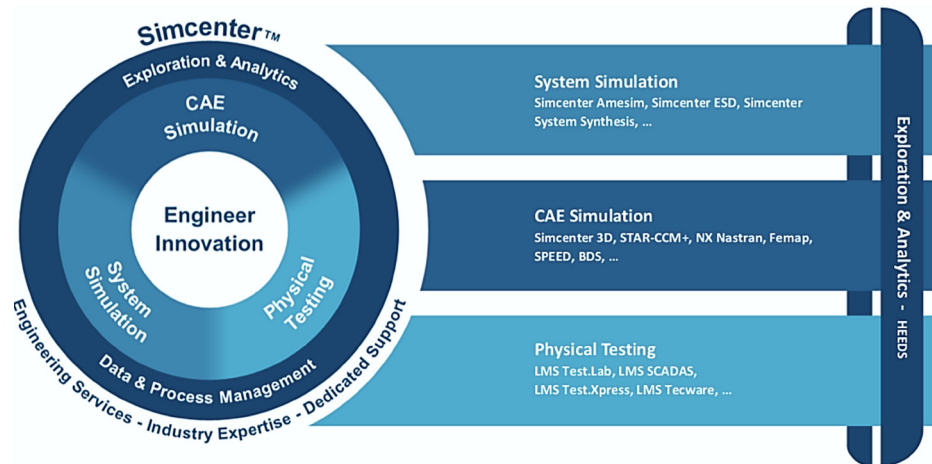 Simcenter™
Exploration & Analytics
CAE
Simulation
Engineer
Innovation
System
Simulation
Physical
Testing
Data & Process Management
Engineering Services - Industry Expertise - Dedicated Support
System Simulation
Simcenter Amesim, Simcenter ESD, Simcenter
System Synthesis, ...
CAE Simulation
Simcenter 3D, STAR-CCM+, NX Nastran, Femap,
SPEED, BDS, ...
Physical Testing
LMS Test.Lab, LMS SCADAS,
LMS Test.Xpress, LMS Tecware, ...
Exploration & Analytics - HEEDS